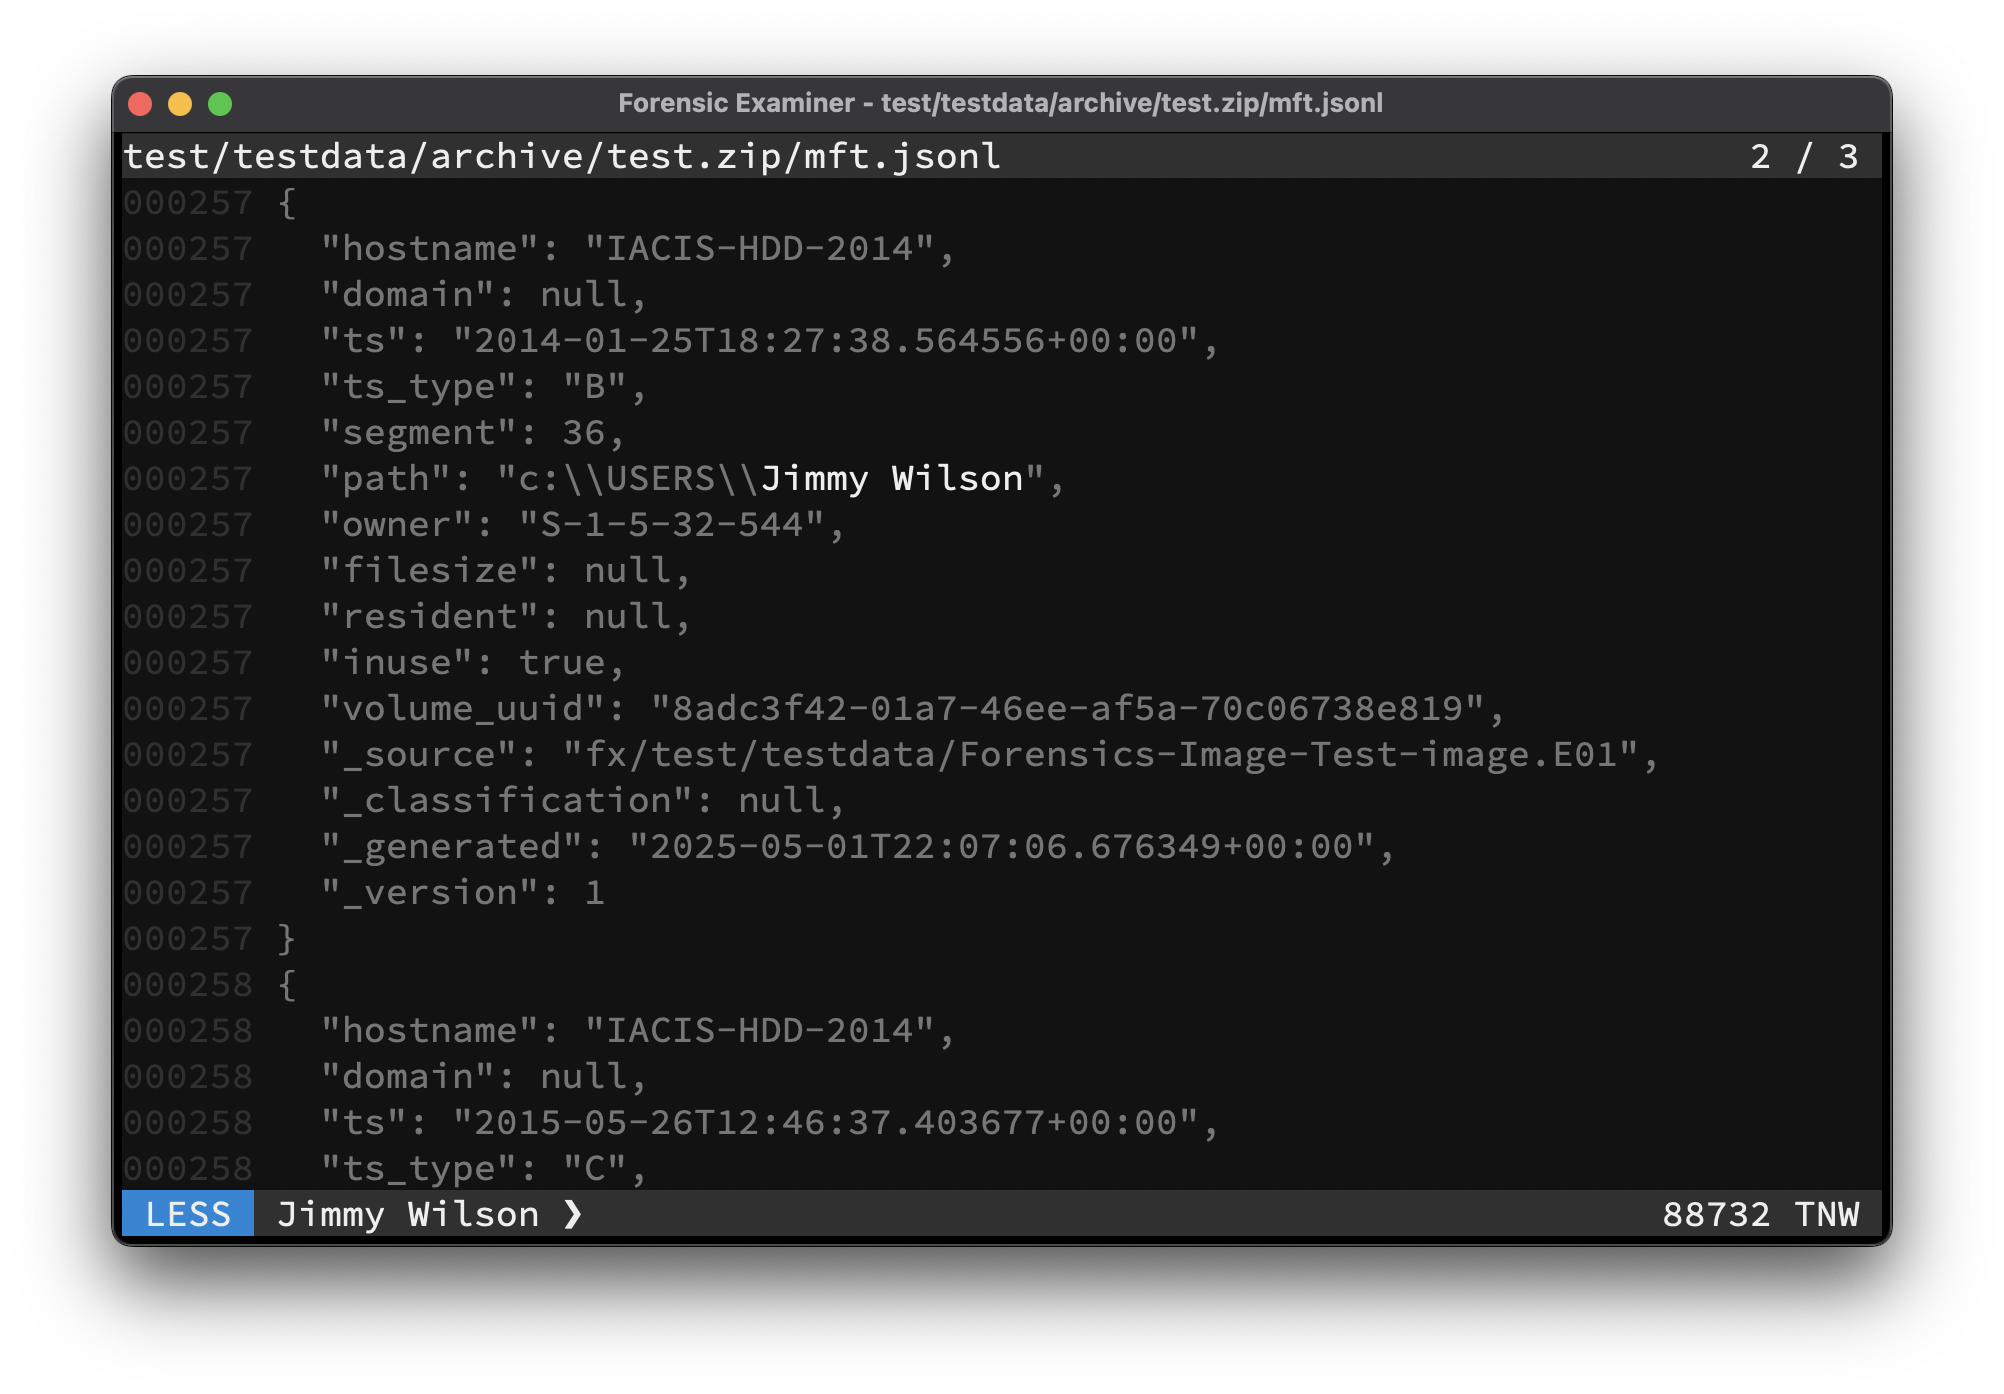 Forensic Examiner - test/testdata/archive/test.zip/mft.jsonl
test/testdata/archive/test.zip/mft.jsonl 2 / 3
000257 {
000257   "hostname": "IACIS-HDD-2014",
000257   "domain": null,
000257   "ts": "2014-01-25T18:27:38.564556+00:00",
000257   "ts_type": "B",
000257   "segment": 36,
000257   "path": "c:\\USERS\\Jimmy Wilson",
000257   "owner": "S-1-5-32-544",
000257   "filesize": null,
000257   "resident": null,
000257   "inuse": true,
000257   "volume_uuid": "8adc3f42-01a7-46ee-af5a-70c06738e819",
000257   "_source": "fx/test/testdata/Forensics-Image-Test-image.E01",
000257   "_classification": null,
000257   "_generated": "2025-05-01T22:07:06.676349+00:00",
000257   "_version": 1
000257 }
000258 {
000258   "hostname": "IACIS-HDD-2014",
000258   "domain": null,
000258   "ts": "2015-05-26T12:46:37.403677+00:00",
000258   "ts_type": "C",
LESS Jimmy Wilson ❯ 88732 TNW